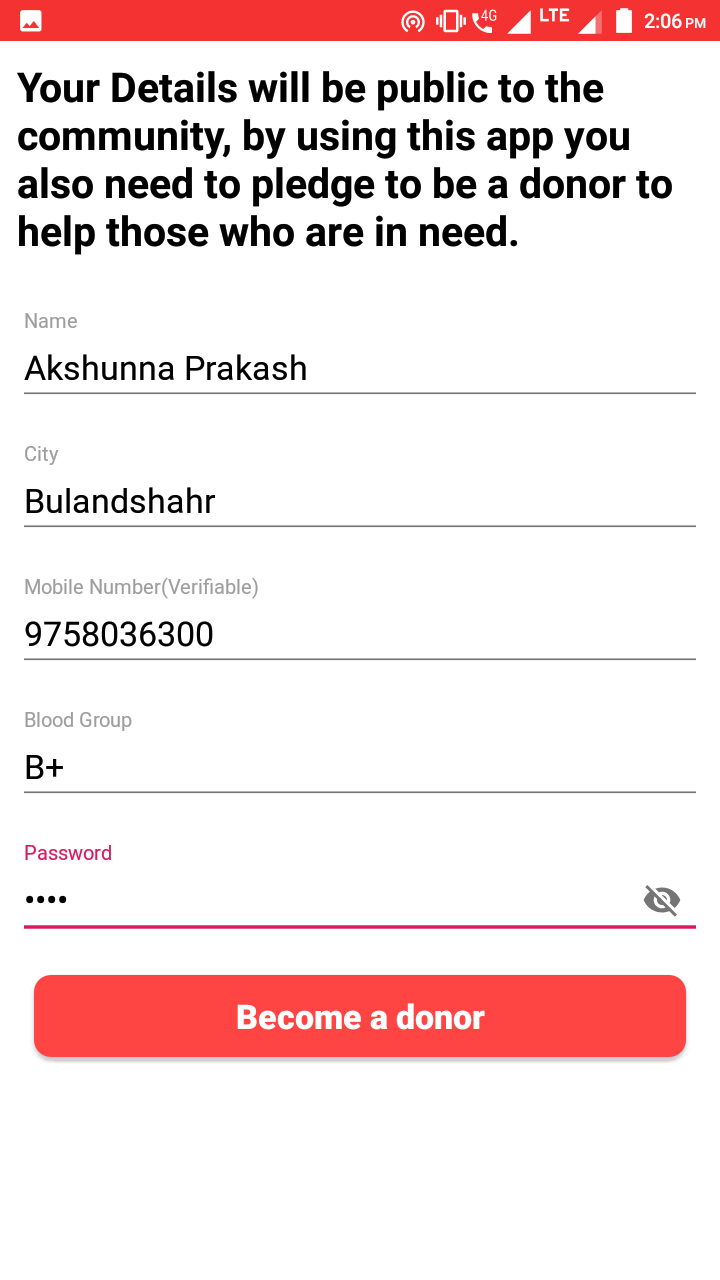 4G LTE 2:06 PM
Your Details will be public to the
community, by using this app you
also need to pledge to be a donor to
help those who are in need.
Name
Akshunna Prakash
City
Bulandshahr
Mobile Number(Verifiable)
9758036300
Blood Group
B+
Password
••••
Become a donor